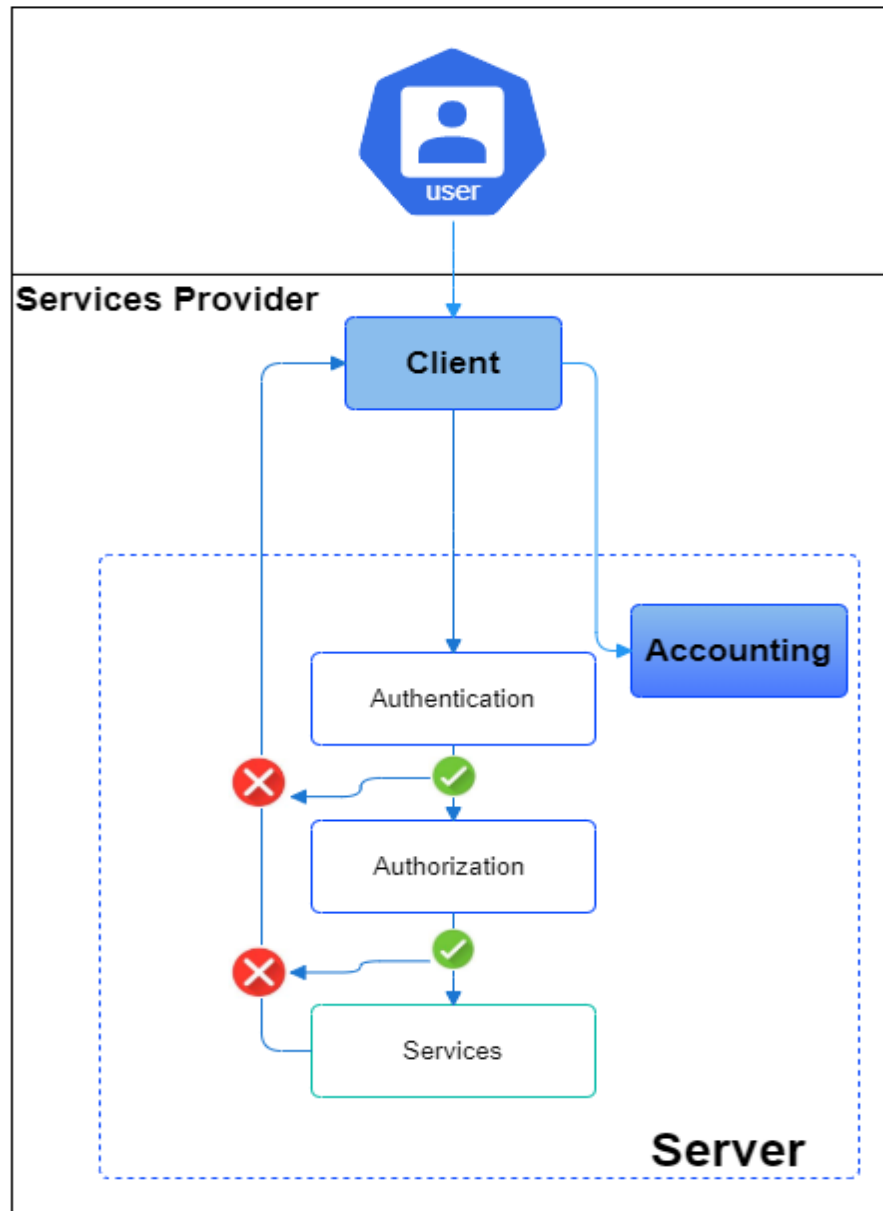 user
Services Provider
Client
Accounting
Authentication
Authorization
Services
Server